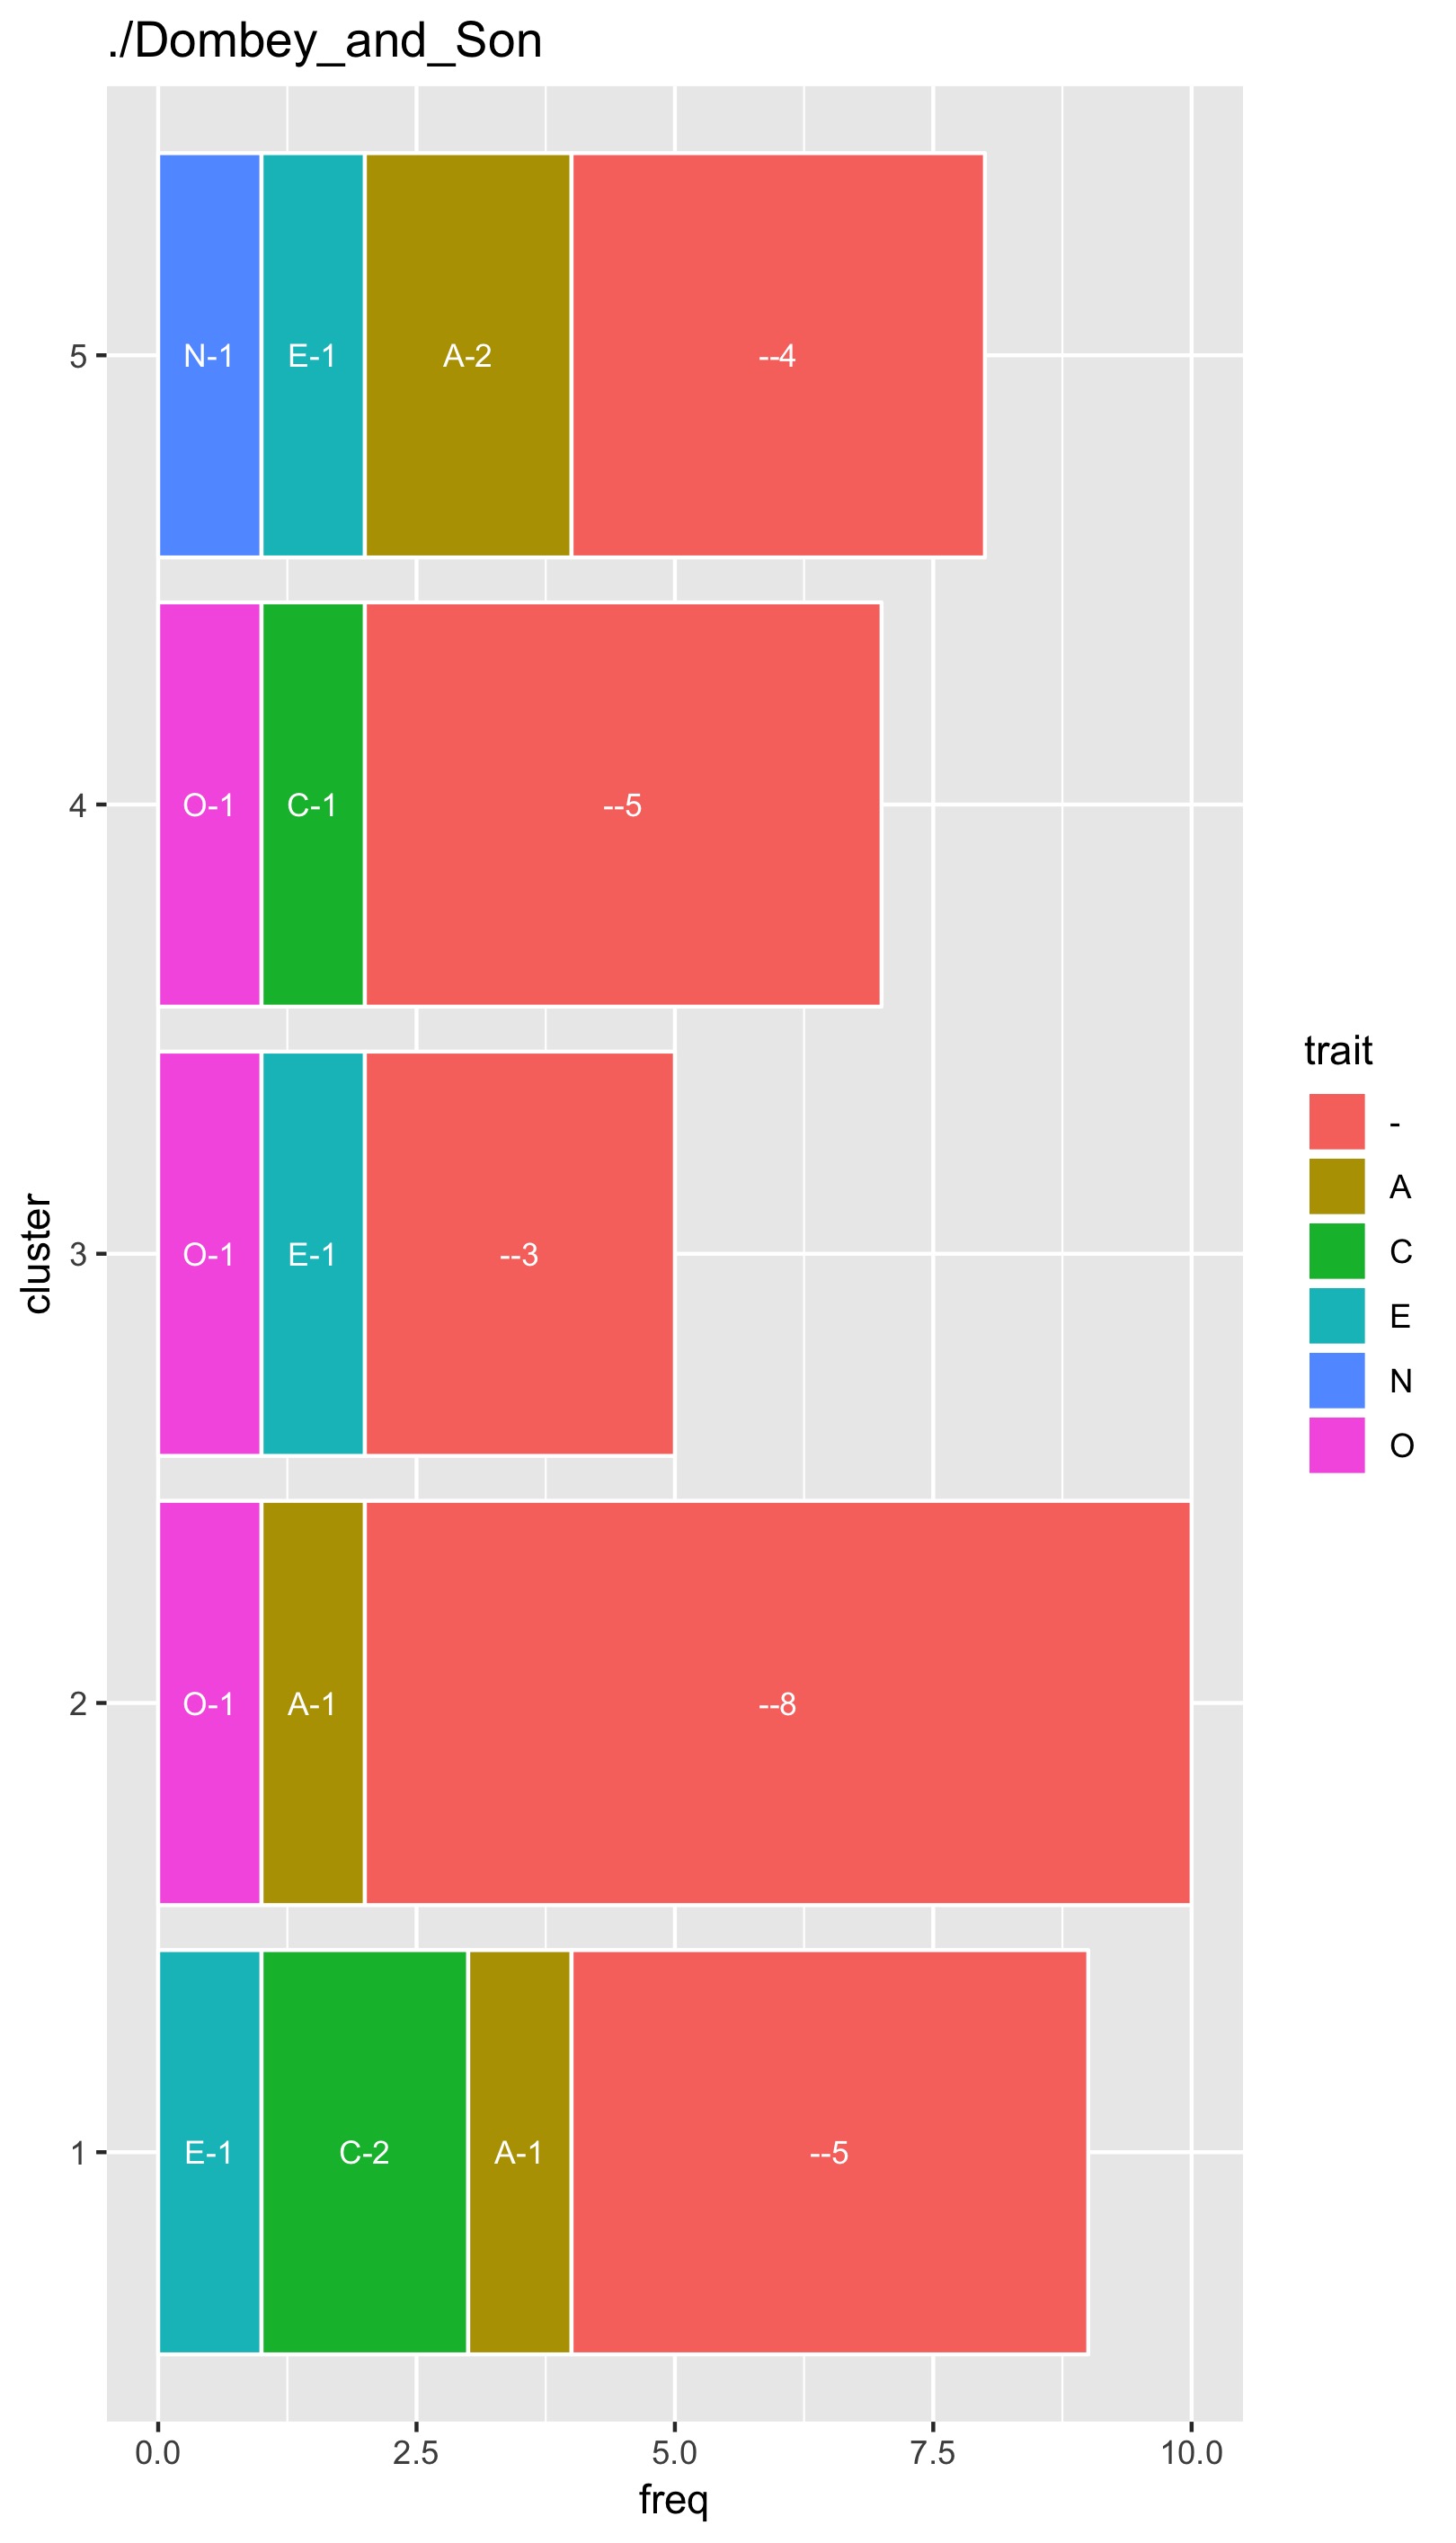 ./Dombey_and_Son
5
N-1
E-1
A-2
--4
4
O-1
C-1
--5
3
O-1
E-1
--3
2
O-1
A-1
--8
1
E-1
C-2
A-1
--5
cluster
0.0
2.5
5.0
7.5
10.0
freq
trait
-
A
C
E
N
O